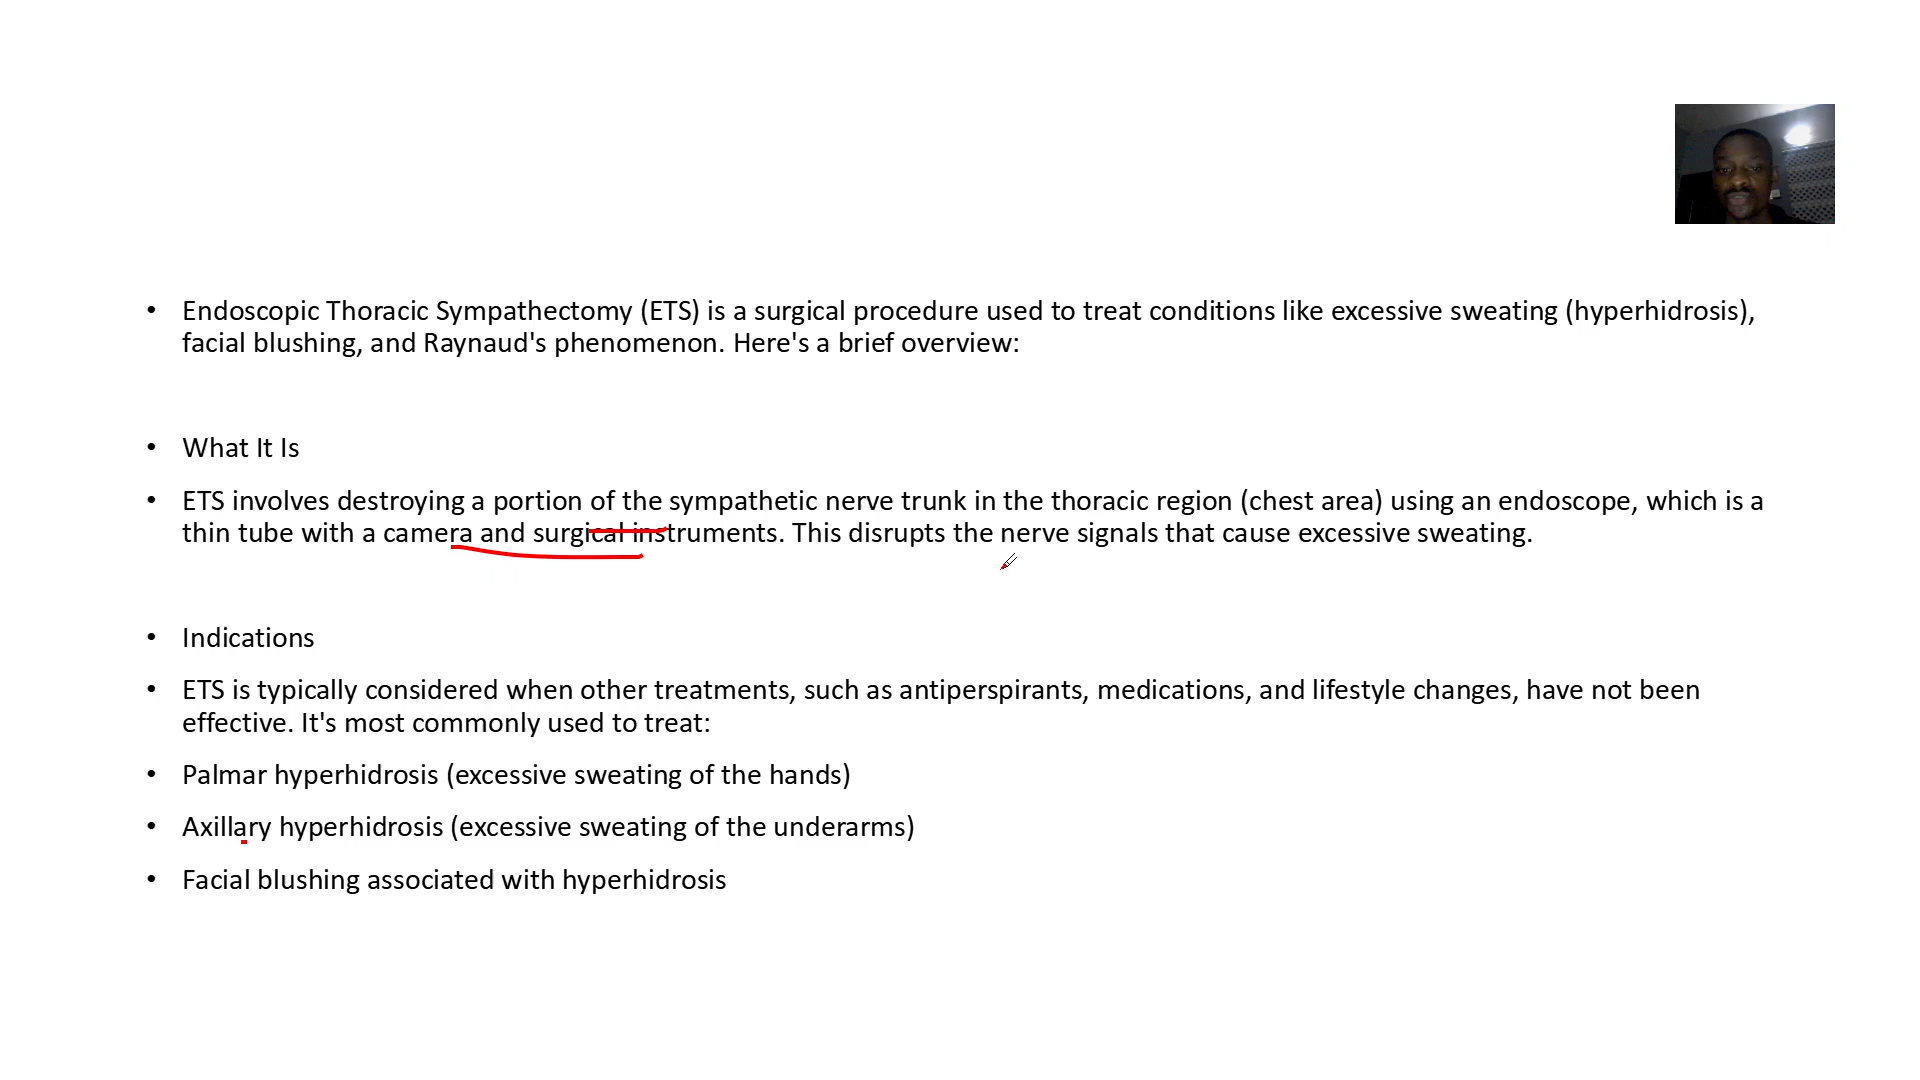 • Endoscopic Thoracic Sympathectomy (ETS) is a surgical procedure used to treat conditions like excessive sweating (hyperhidrosis),
facial blushing, and Raynaud's phenomenon. Here's a brief overview:
• What It Is
• ETS involves destroying a portion of the sympathetic nerve trunk in the thoracic region (chest area) using an endoscope, which is a
thin tube with a camera and surgical instruments. This disrupts the nerve signals that cause excessive sweating.
• Indications
• ETS is typically considered when other treatments, such as antiperspirants, medications, and lifestyle changes, have not been
effective. It's most commonly used to treat:
• Palmar hyperhidrosis (excessive sweating of the hands)
• Axillary hyperhidrosis (excessive sweating of the underarms)
• Facial blushing associated with hyperhidrosis